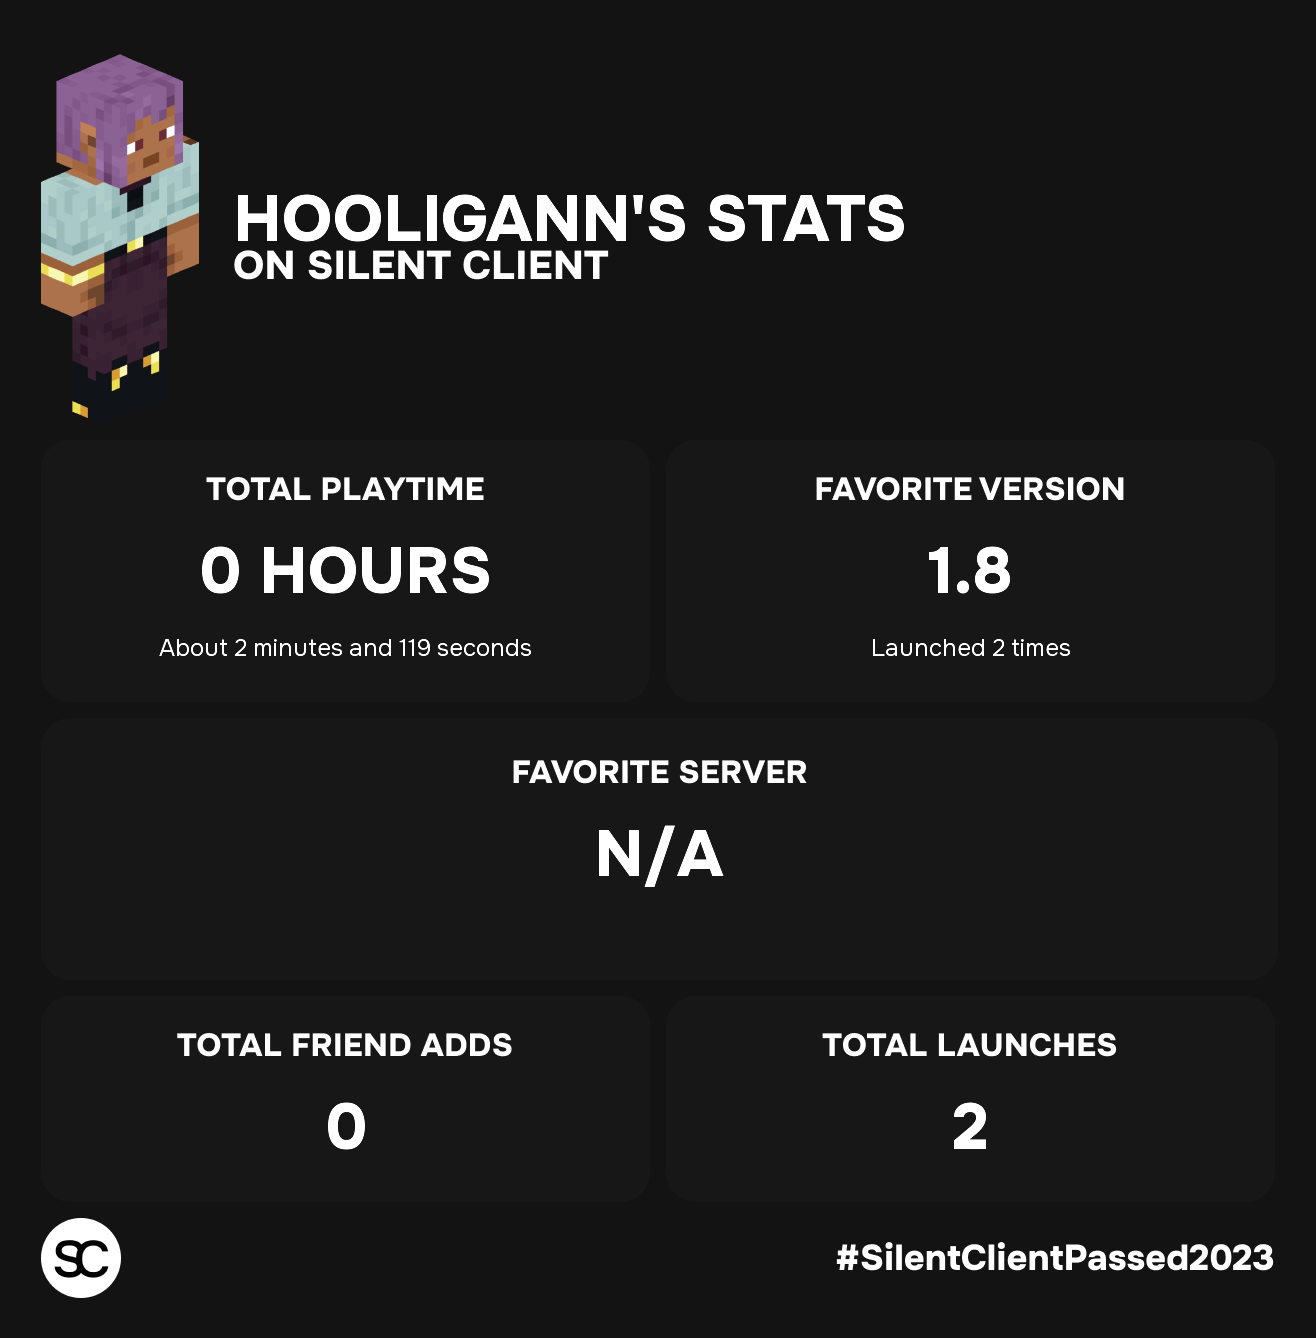 HOOLIGANN'S STATS
ON SILENT CLIENT
TOTAL PLAYTIME
0 HOURS
About 2 minutes and 119 seconds
FAVORITE VERSION
1.8
Launched 2 times
FAVORITE SERVER
N/A
TOTAL FRIEND ADDS
0
TOTAL LAUNCHES
2
SC
#SilentClientPassed2023